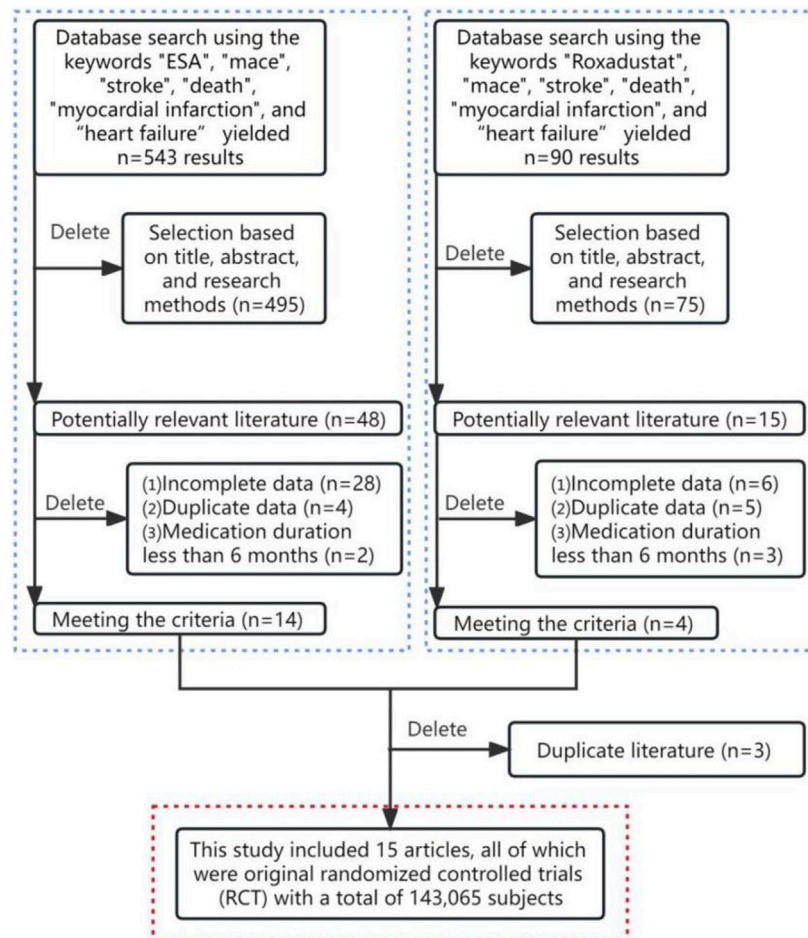 Database search using the
keywords "ESA", "mace",
"stroke", "death",
"myocardial infarction", and
“heart failure” yielded
n=543 results
Delete
Selection based
on title, abstract,
and research
methods (n=495)
Potentially relevant literature (n=48)
Delete
(1)Incomplete data (n=28)
(2)Duplicate data (n=4)
(3)Medication duration
less than 6 months (n=2)
Meeting the criteria (n=14)
Database search using the
keywords "Roxadustat",
"mace", "stroke", "death",
"myocardial infarction", and
“heart failure” yielded
n=90 results
Delete
Selection based
on title, abstract,
and research
methods (n=75)
Potentially relevant literature (n=15)
Delete
(1)Incomplete data (n=6)
(2)Duplicate data (n=5)
(3)Medication duration
less than 6 months (n=3)
Meeting the criteria (n=4)
Delete
Duplicate literature (n=3)
This study included 15 articles, all of which
were original randomized controlled trials
(RCT) with a total of 143,065 subjects